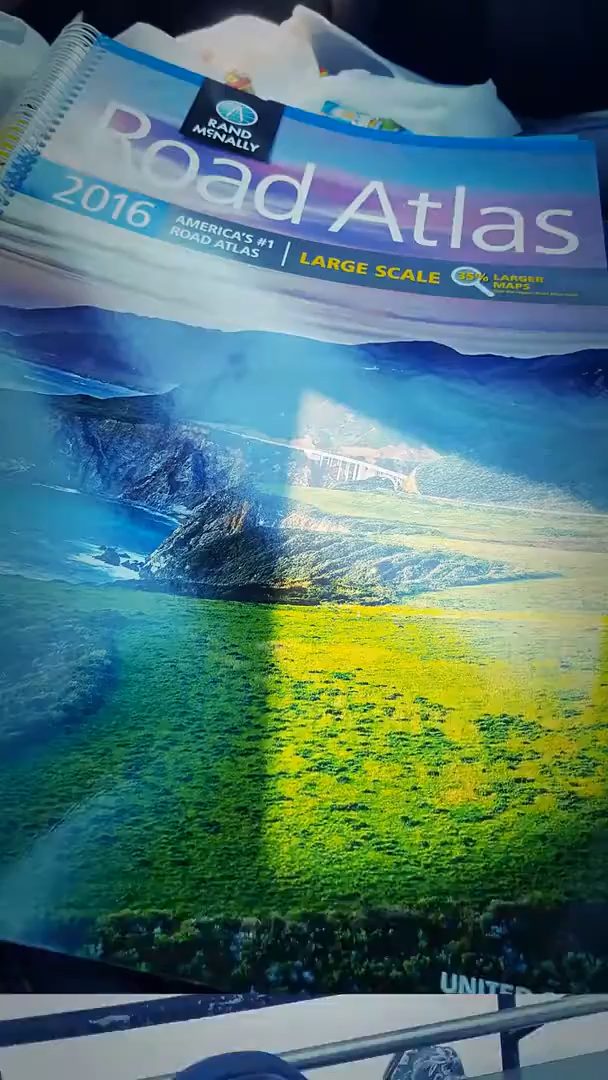 RAND
McNALLY
Road Atlas
2016
AMERICA'S #1
ROAD ATLAS
LARGE SCALE
35% LARGER
MAPS
UNITED